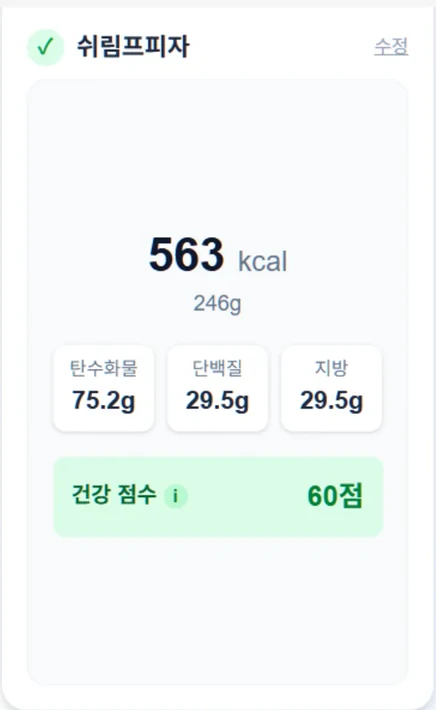 ✓ 쉬림프피자 수정
563 kcal
246g
탄수화물 단백질 지방
75.2g 29.5g 29.5g
건강 점수 i 60점